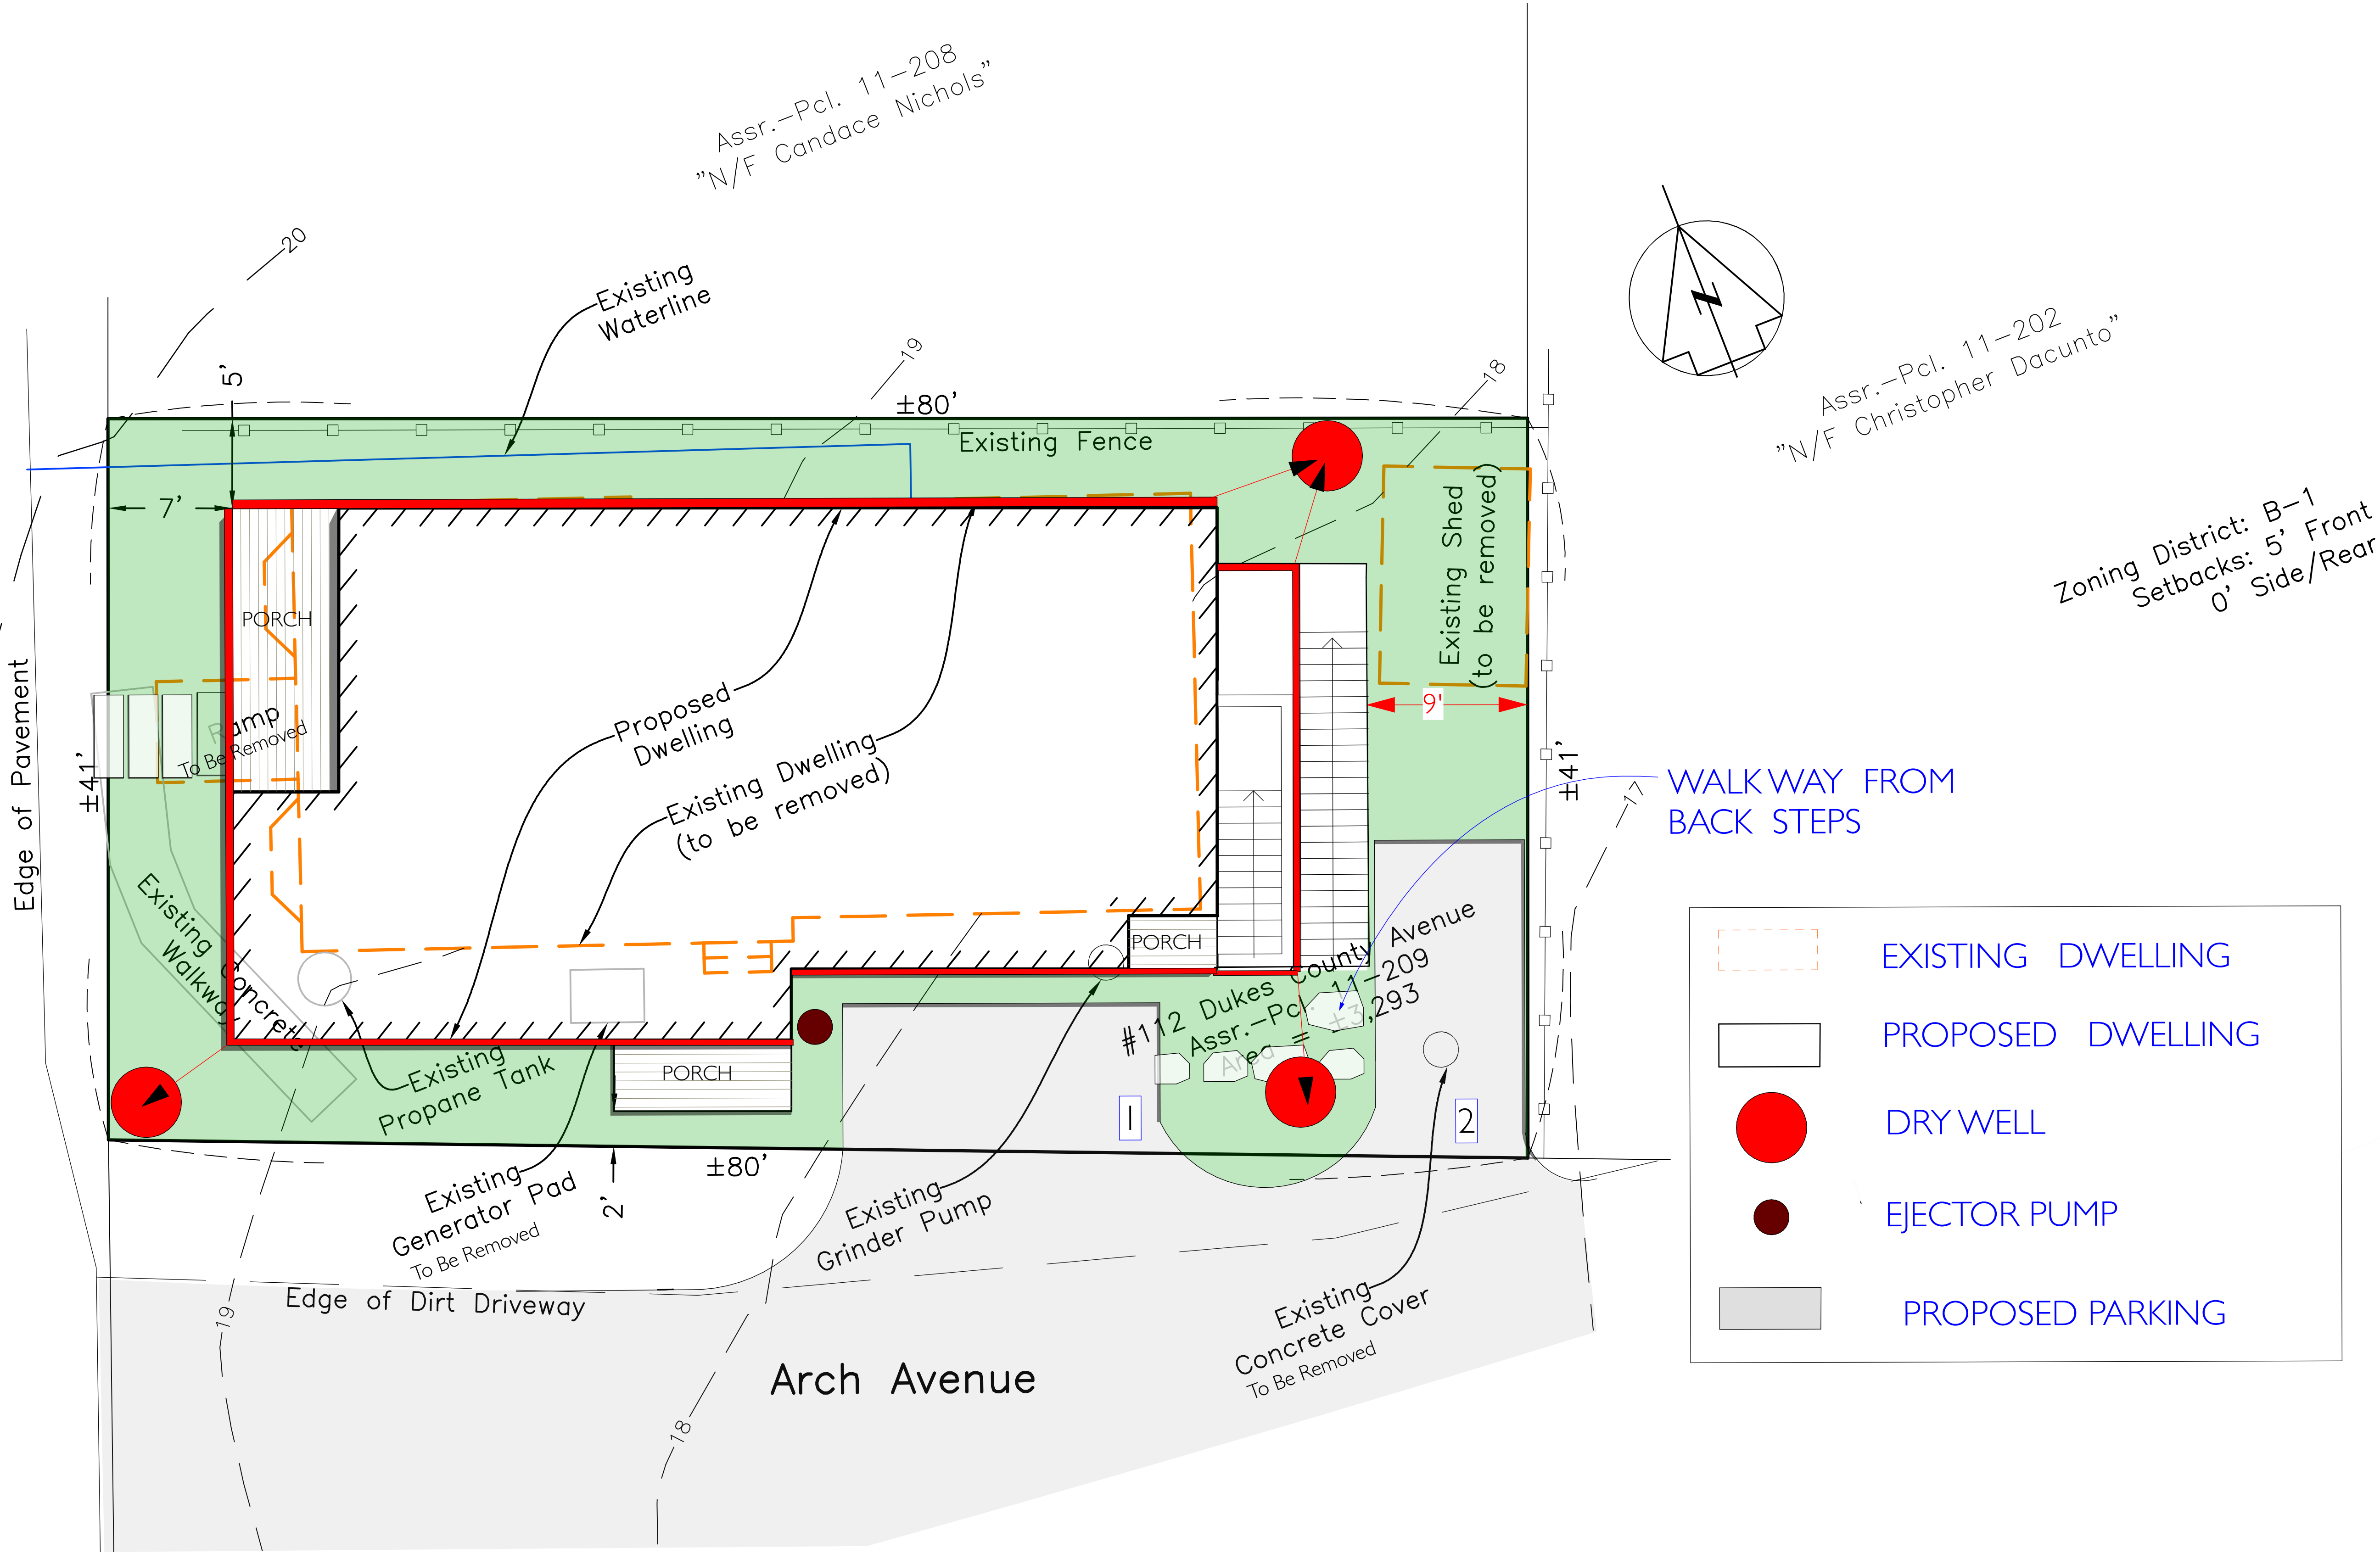 Assr.-Pcl. 11-208
"N/F Candace Nichols"
20
Existing
Waterline
19
18
Assr.-Pcl. 11-202
"N/F Christopher Dacunto"
5'
±80'
Existing Fence
7'
Zoning District: B-1
Setbacks: 5' Front
0' Side/Rear
Existing Shed
(to be removed)
PORCH
Edge of Pavement
Ramp
To Be Removed
±41'
Proposed
Dwelling
Existing Dwelling
(to be removed)
9'
±41'
17
WALK WAY FROM
BACK STEPS
Existing Concrete
Walkway
PORCH
#112 Dukes County Avenue
Assr.-Pcl. 11-209
Area = ±3,293
EXISTING DWELLING
PROPOSED DWELLING
DRY WELL
EJECTOR PUMP
PROPOSED PARKING
Existing
Propane Tank
PORCH
1
2
±80'
2'
Existing
Generator Pad
To Be Removed
Existing
Grinder Pump
Existing
Concrete Cover
To Be Removed
Edge of Dirt Driveway
19
Arch Avenue
18